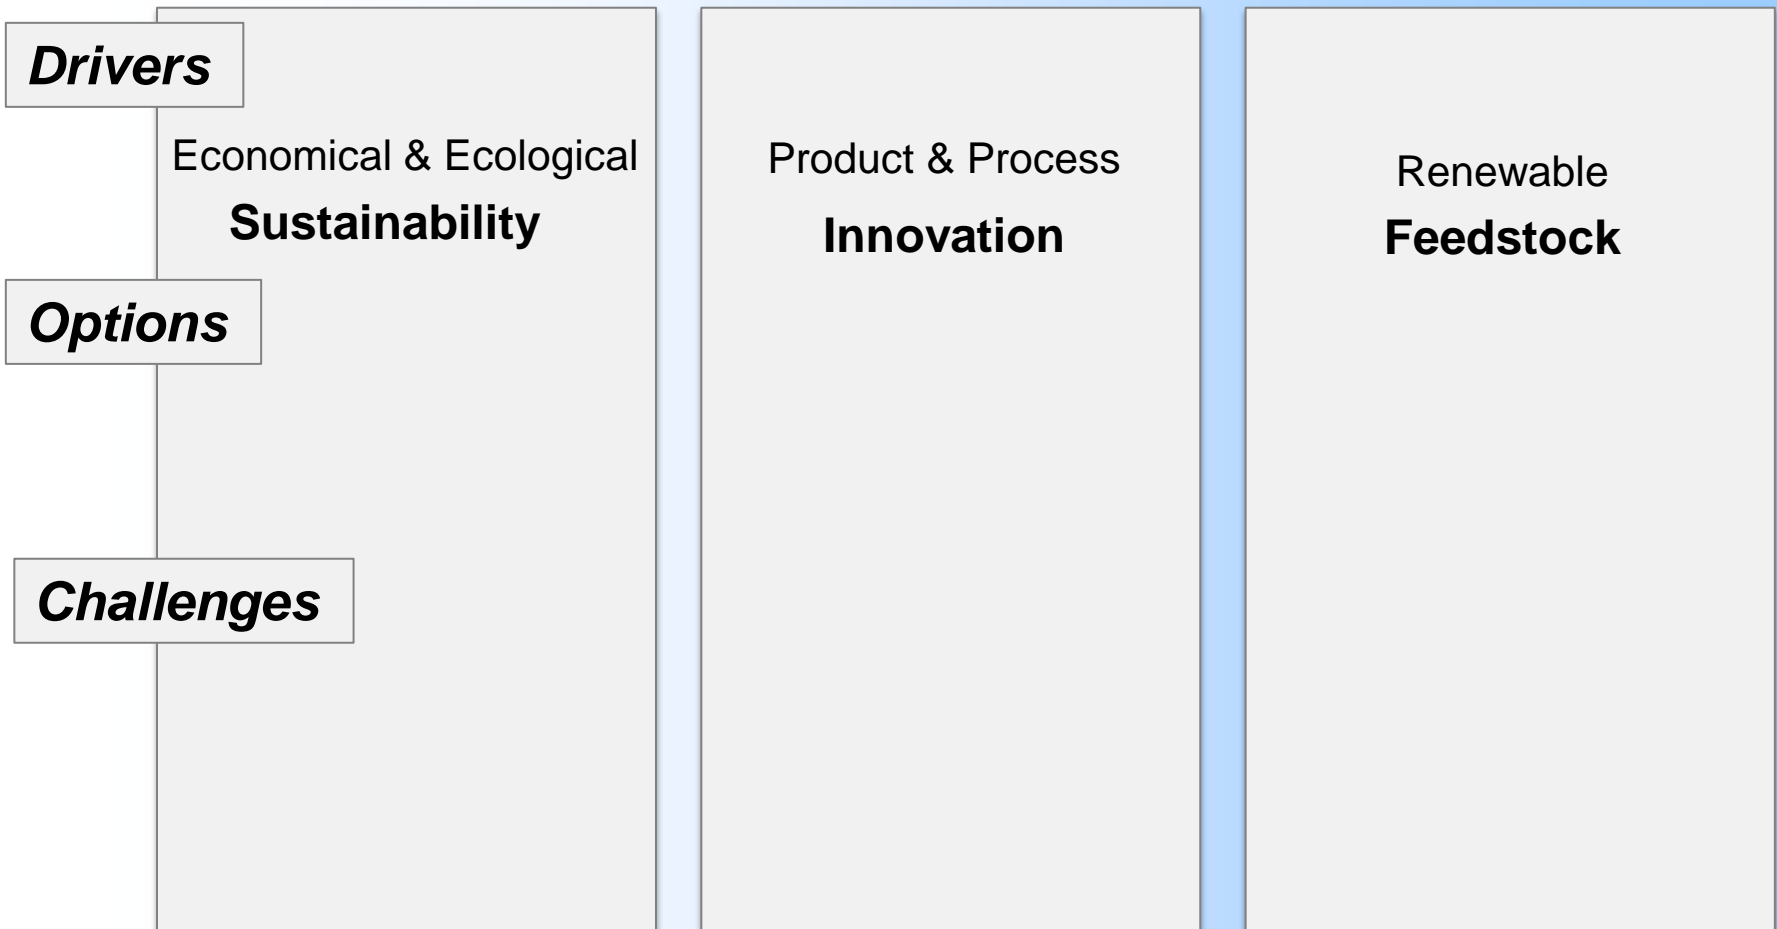 Drivers
Economical & Ecological
Sustainability
Product & Process
Innovation
Renewable
Feedstock
Options
Challenges